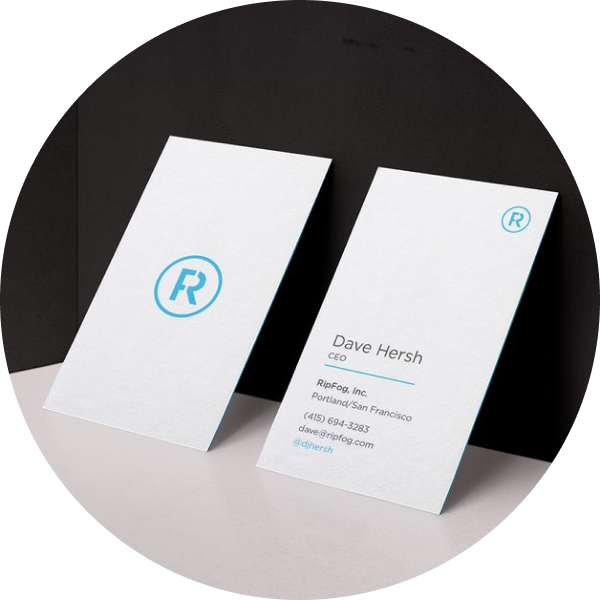 R
R
Dave Hersh
CEO
RipFog, Inc.
Portland/San Francisco
(415) 694-3283
dave@ripfog.com
@djhersh